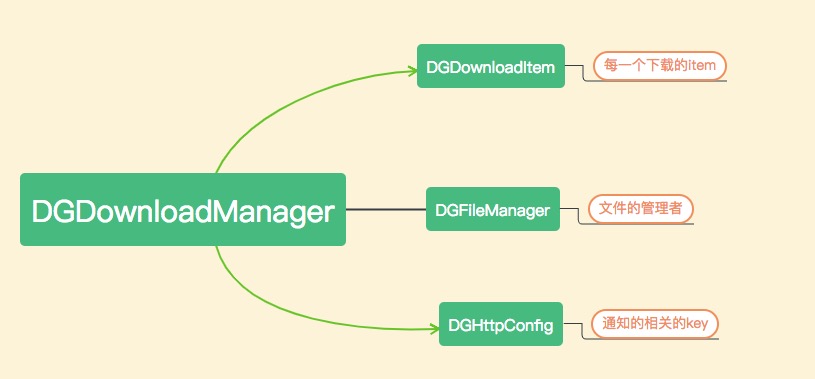 DGDownloadItem
每一个下载的item
DGDownloadManager
DGFIleManager
文件的管理者
DGHttpConfig
通知的相关的key